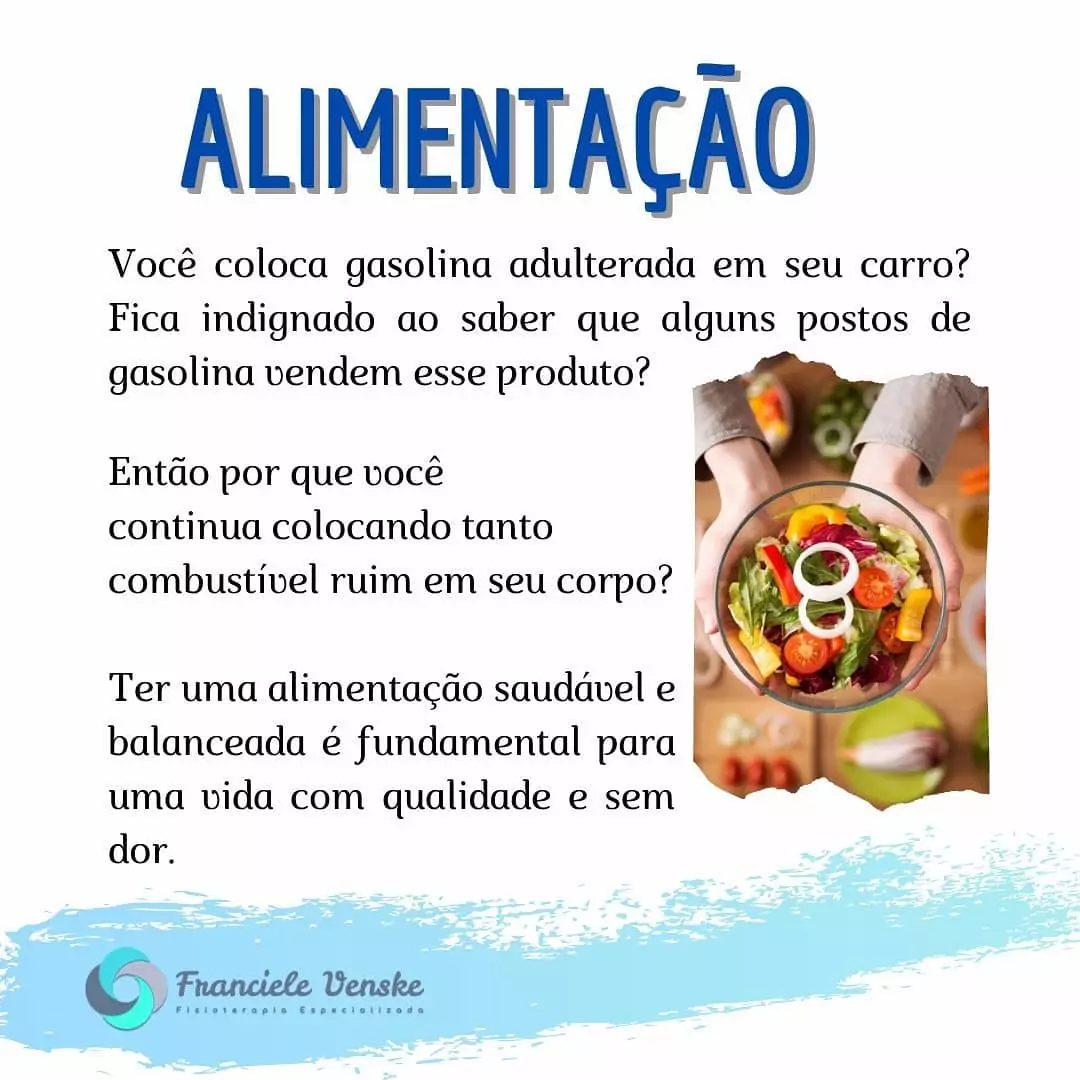 ALIMENTAÇÃO
Você coloca gasolina adulterada em seu carro?
Fica indignado ao saber que alguns postos de
gasolina vendem esse produto?
Então por que você
continua colocando tanto
combustível ruim em seu corpo?
Ter uma alimentação saudável e
balanceada é fundamental para
uma vida com qualidade e sem
dor.
Franciele Venske
Fisioterapia Especializada